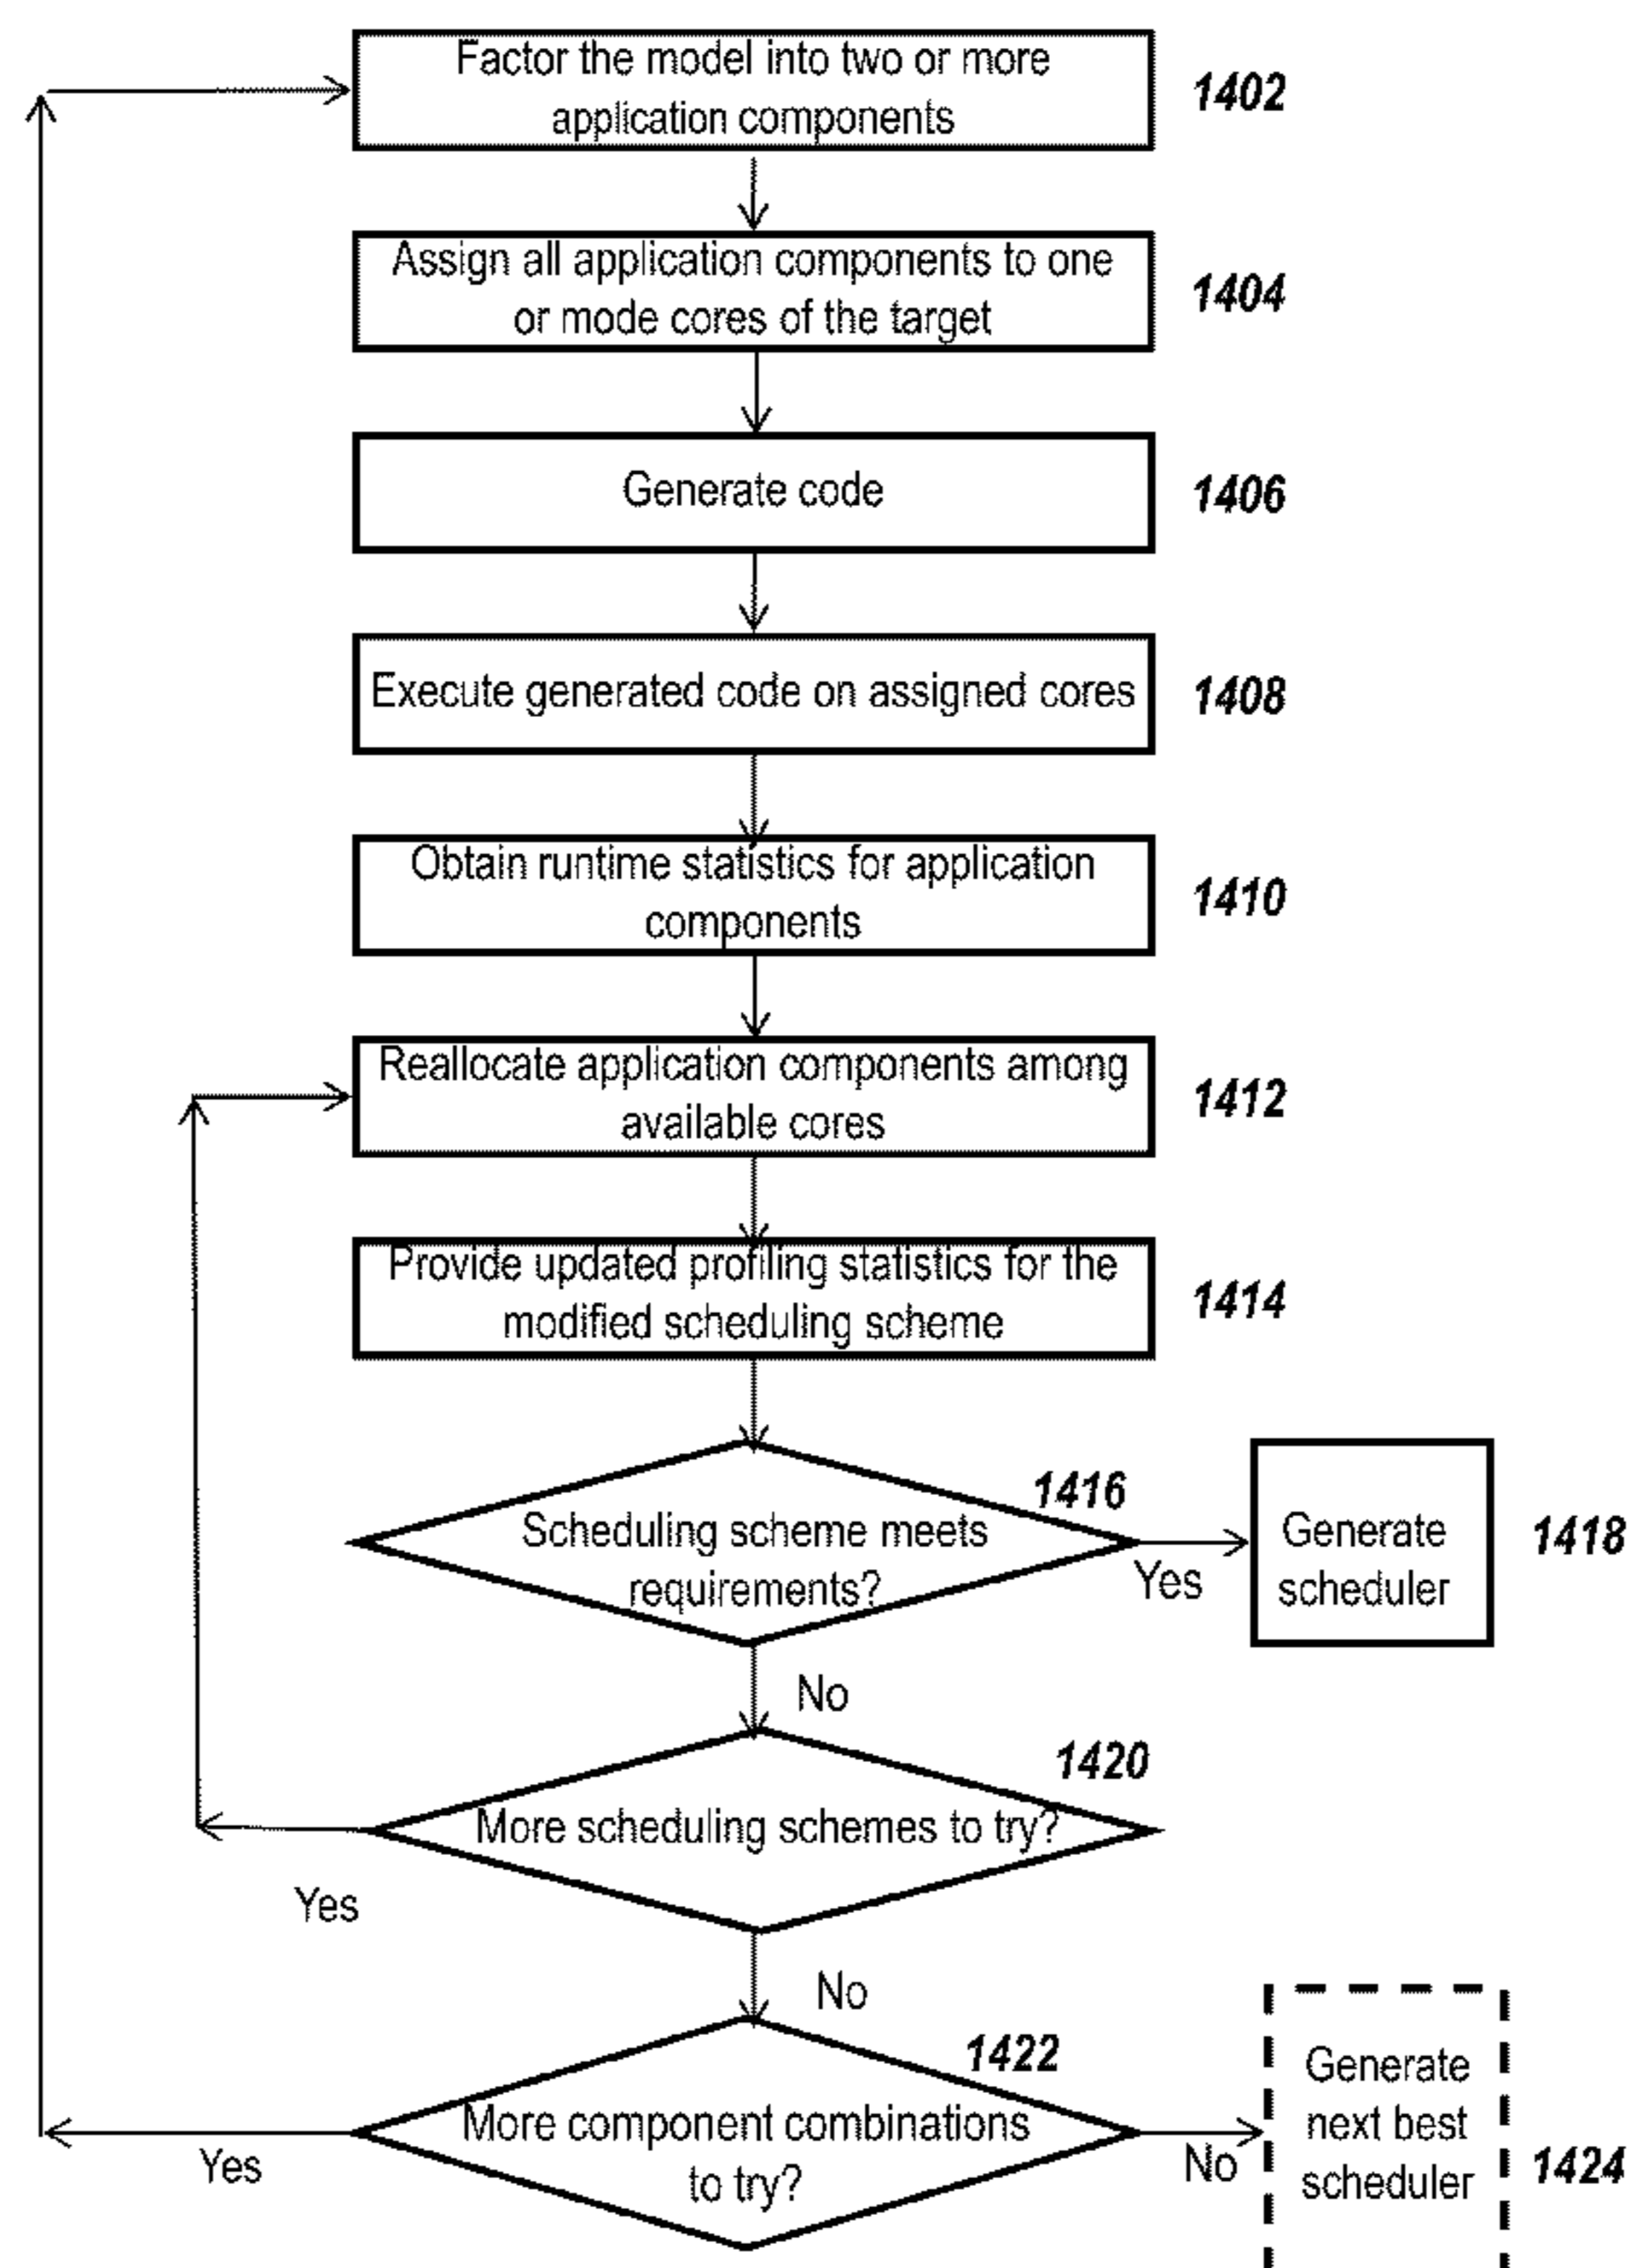 Factor the model into two or more
application components
1402
Assign all application components to one
or mode cores of the target
1404
Generate code
1406
Execute generated code on assigned cores
1408
Obtain runtime statistics for application
components
1410
Reallocate application components among
available cores
1412
Provide updated profiling statistics for the
modified scheduling scheme
1414
1416
Scheduling scheme meets
requirements?
Yes
Generate
scheduler
1418
No
1420
More scheduling schemes to try?
Yes
No
1422
More component combinations
to try?
Yes
No
Generate
next best
scheduler
1424